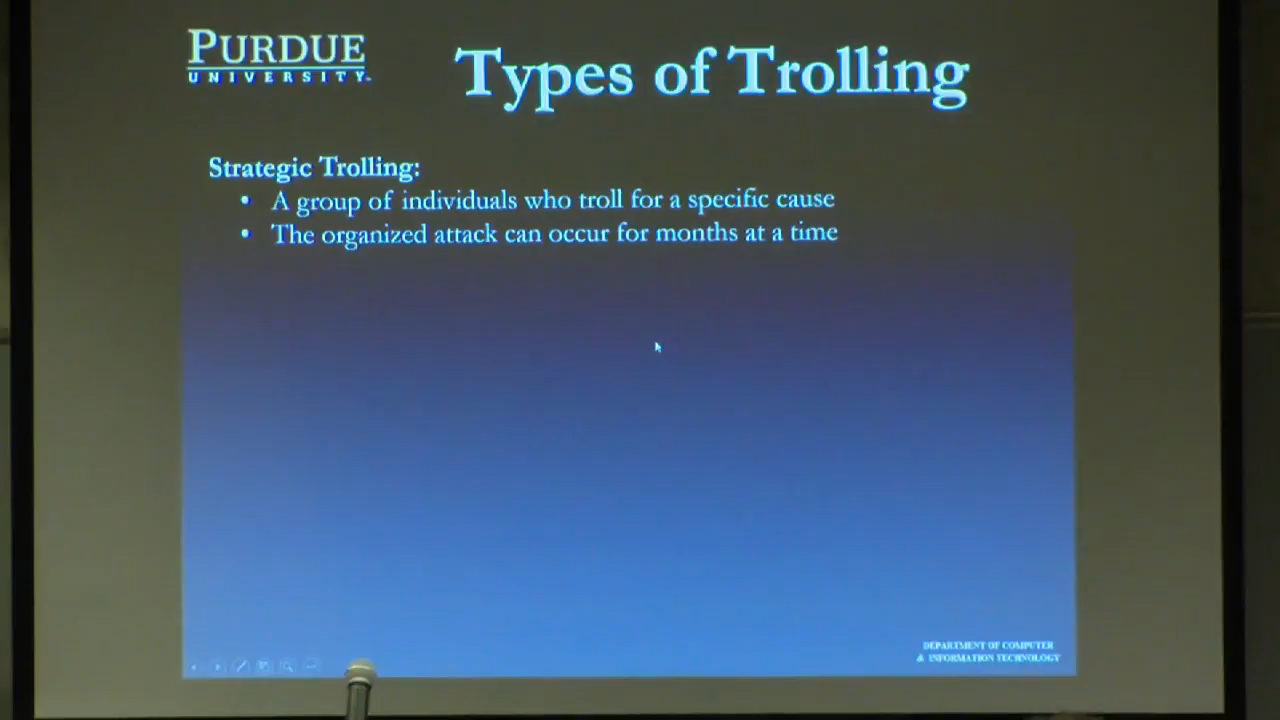 PURDUE
UNIVERSITY
Types of Trolling
Strategic Trolling:
• A group of individuals who troll for a specific cause
• The organized attack can occur for months at a time
DEPARTMENT OF COMPUTER
& INFORMATION TECHNOLOGY